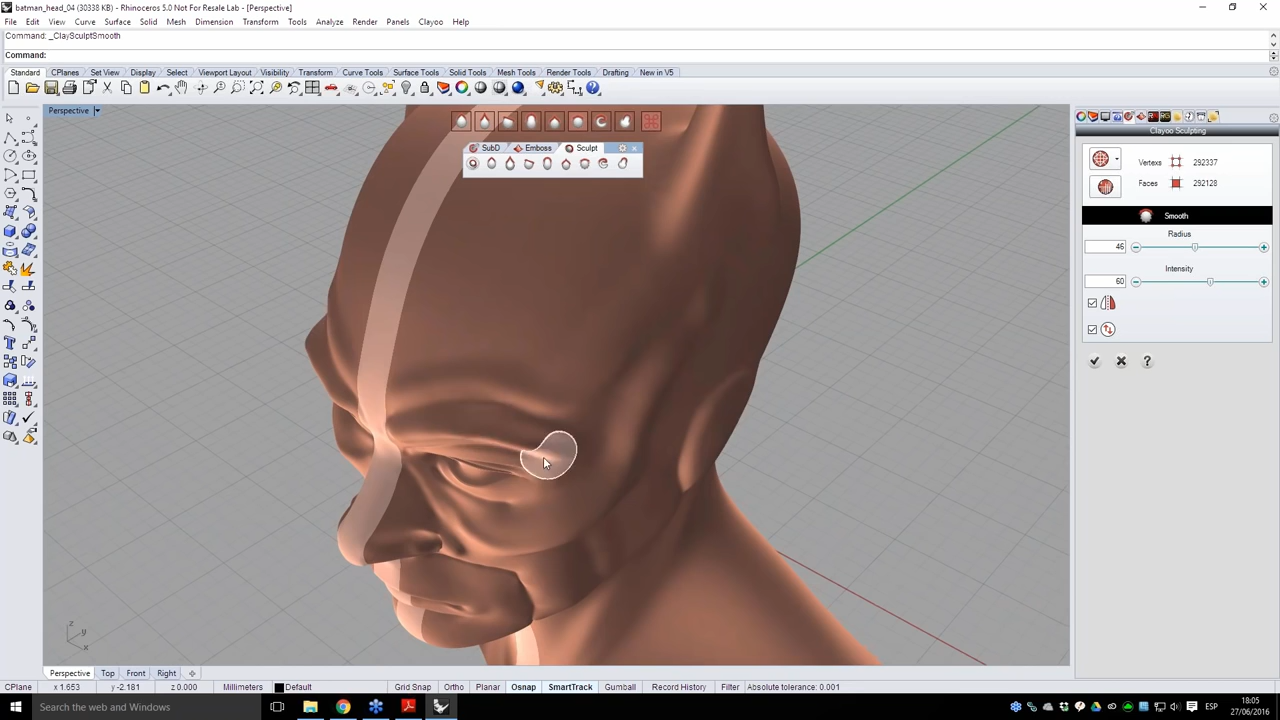 batman_head_04 (30338 KB) - Rhinoceros 5.0 Not For Resale Lab - [Perspective]
File Edit View Curve Surface Solid Mesh Dimension Transform Tools Analyze Render Panels Clayoo Help
Command: _ClaySculptSmooth
Command:
Standard CPlanes Set View Display Select Viewport Layout Visibility Transform Curve Tools Surface Tools Solid Tools Mesh Tools Render Tools Drafting New in V5
Perspective
Clayoo Sculpting
SubD Emboss Sculpt
Vertexs 292337
Faces 292128
Smooth
Radius
46
Intensity
60
z
y
x
Perspective Top Front Right
CPlane x 1.653 y -2.181 z 0.000 Millimeters Default Grid Snap Ortho Planar Osnap SmartTrack Gumball Record History Filter Absolute tolerance: 0.001
Search the web and Windows
ESP
18:05
27/06/2016